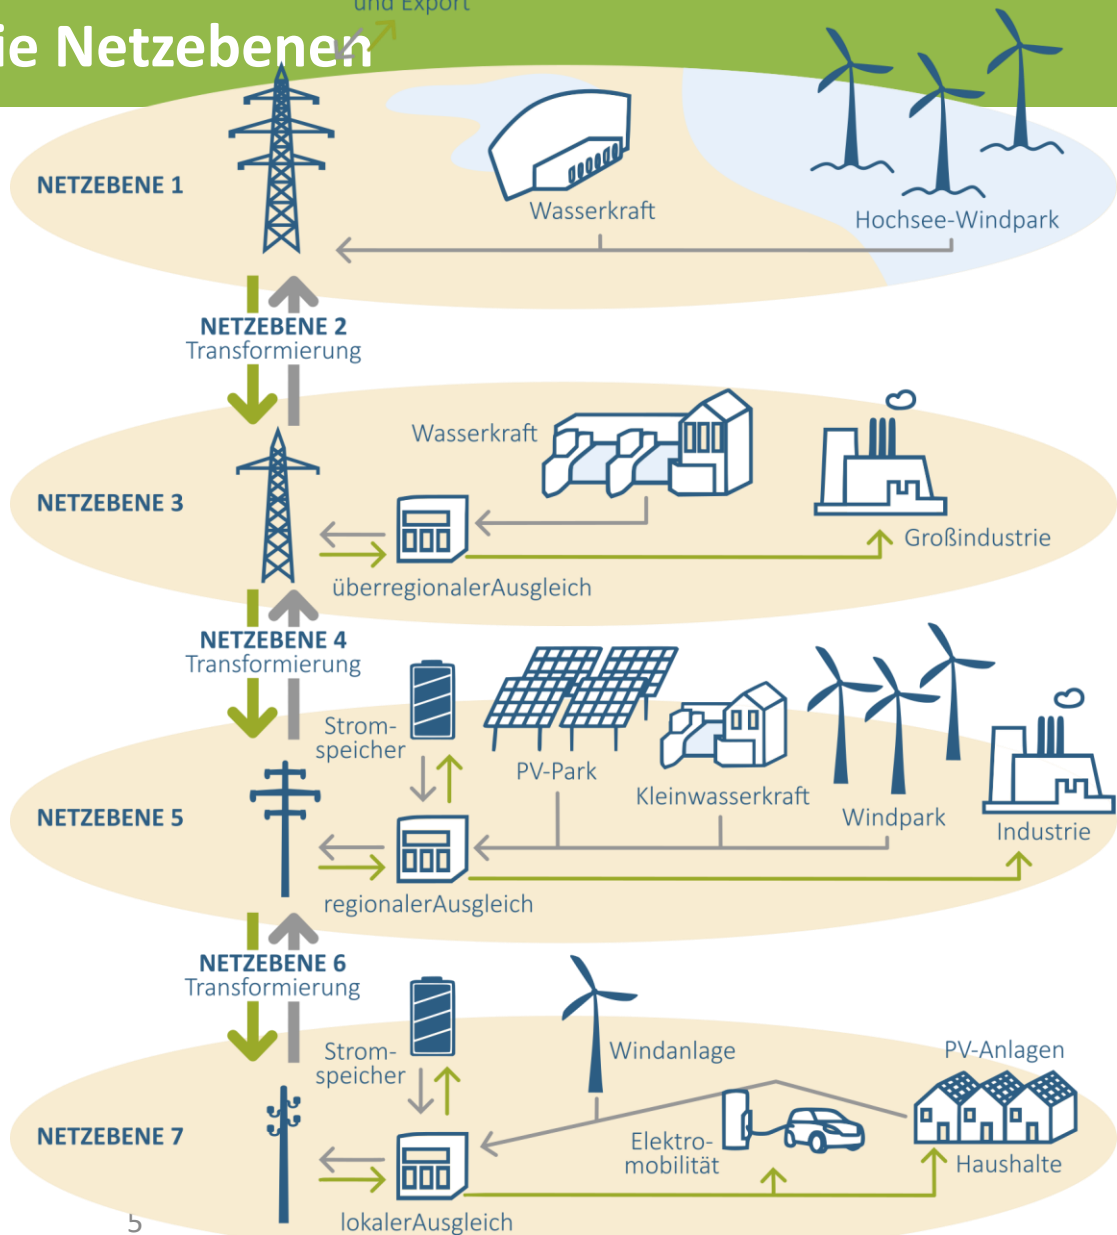 und Export
ie Netzebenen
NETZEBENE 1
Wasserkraft
Hochsee-Windpark
NETZEBENE 2
Transformierung
Wasserkraft
NETZEBENE 3
Großindustrie
überregionalerAusgleich
NETZEBENE 4
Transformierung
Strom-
speicher
PV-Park
Kleinwasserkraft
Windpark
Industrie
NETZEBENE 5
regionalerAusgleich
NETZEBENE 6
Transformierung
Strom-
speicher
Windanlage
PV-Anlagen
NETZEBENE 7
Elektro-
mobilität
Haushalte
lokalerAusgleich
5